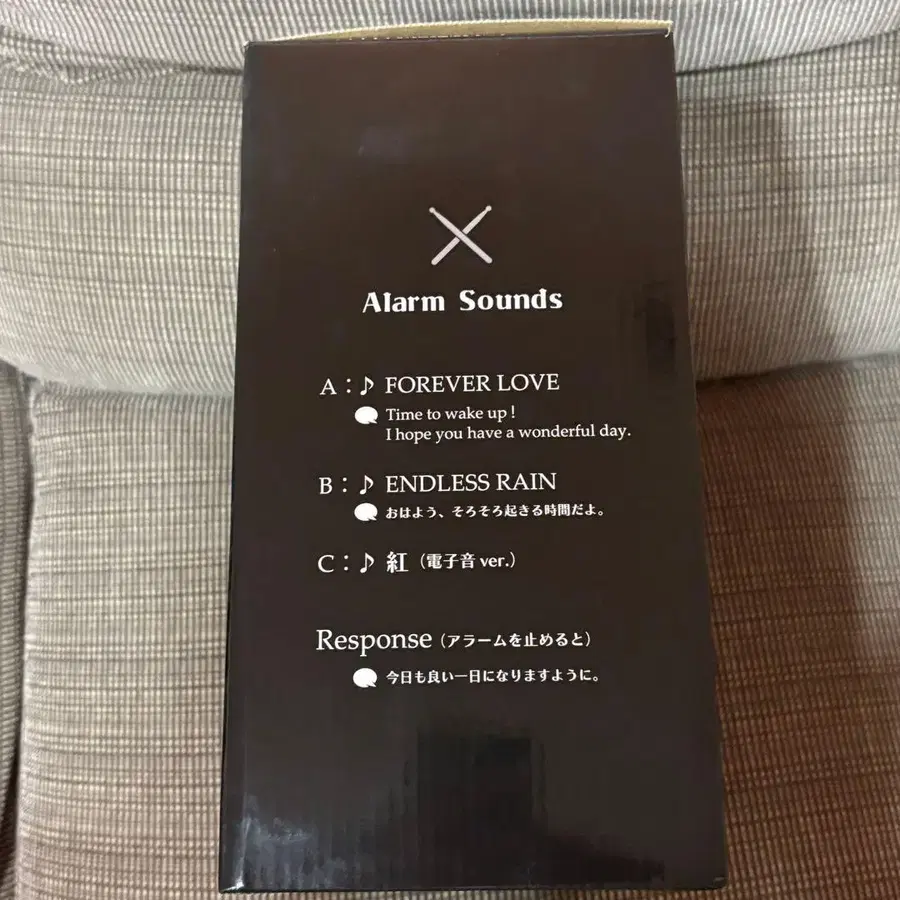 Alarm Sounds
A：♪ FOREVER LOVE
Time to wake up !
I hope you have a wonderful day.
B：♪ ENDLESS RAIN
おはよう、そろそろ起きる時間だよ。
C：♪ 紅（電子音 ver.）
Response（アラームを止めると）
今日も良い一日になりますように。